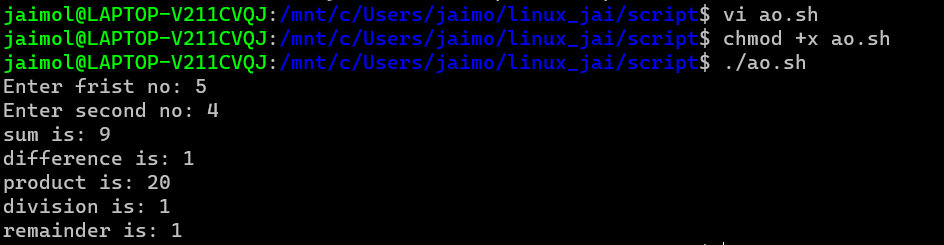 jaimol@LAPTOP-V211CVQJ:/mnt/c/Users/jaimo/linux_jai/script$ vi ao.sh
jaimol@LAPTOP-V211CVQJ:/mnt/c/Users/jaimo/linux_jai/script$ chmod +x ao.sh
jaimol@LAPTOP-V211CVQJ:/mnt/c/Users/jaimo/linux_jai/script$ ./ao.sh
Enter frist no: 5
Enter second no: 4
sum is: 9
difference is: 1
product is: 20
division is: 1
remainder is: 1